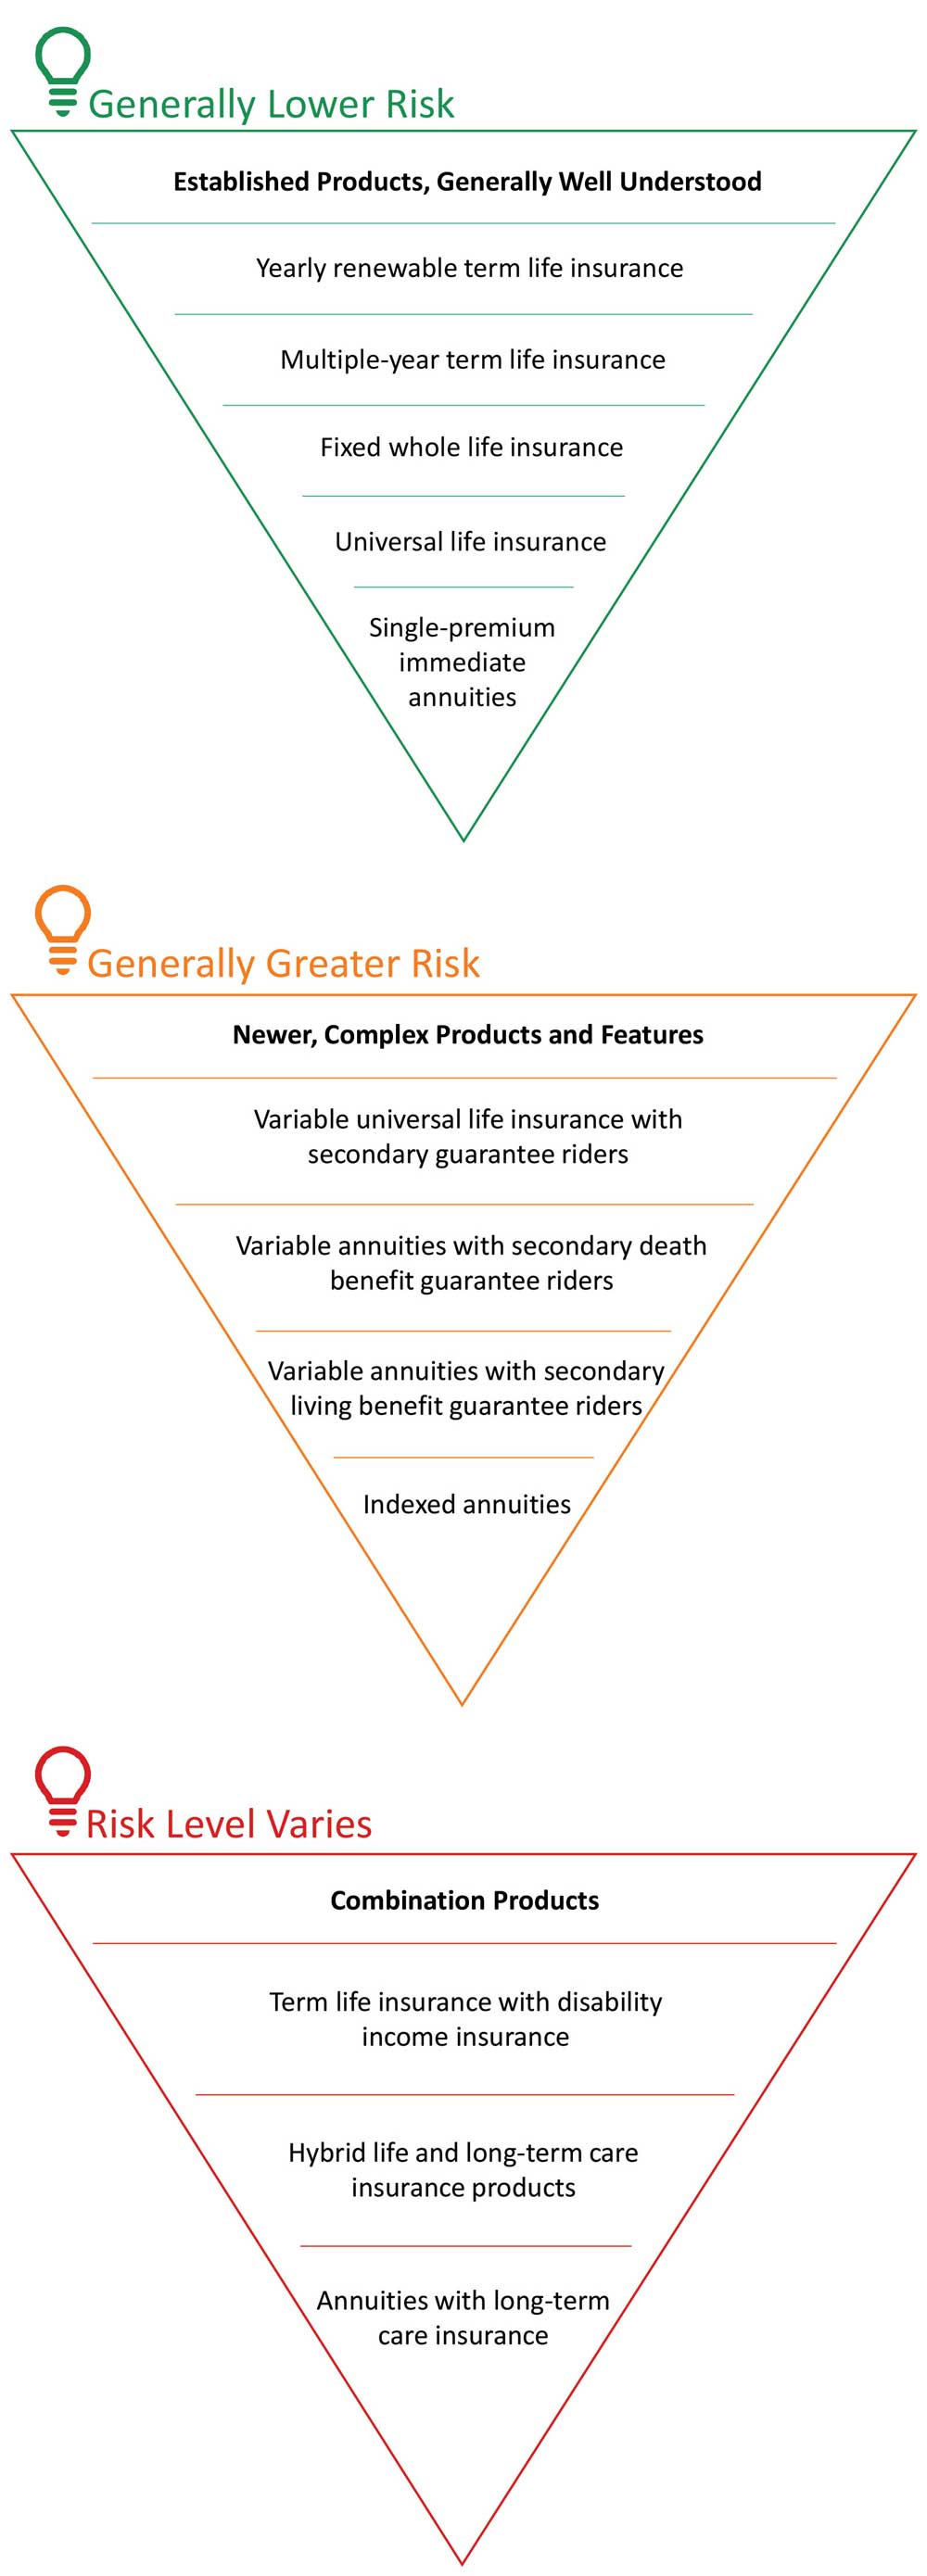 Generally Lower Risk
Established Products, Generally Well Understood
Yearly renewable term life insurance
Multiple-year term life insurance
Fixed whole life insurance
Universal life insurance
Single-premium
immediate
annuities
Generally Greater Risk
Newer, Complex Products and Features
Variable universal life insurance with
secondary guarantee riders
Variable annuities with secondary death
benefit guarantee riders
Variable annuities with secondary
living benefit guarantee riders
Indexed annuities
Risk Level Varies
Combination Products
Term life insurance with disability
income insurance
Hybrid life and long-term care
insurance products
Annuities with long-term
care insurance